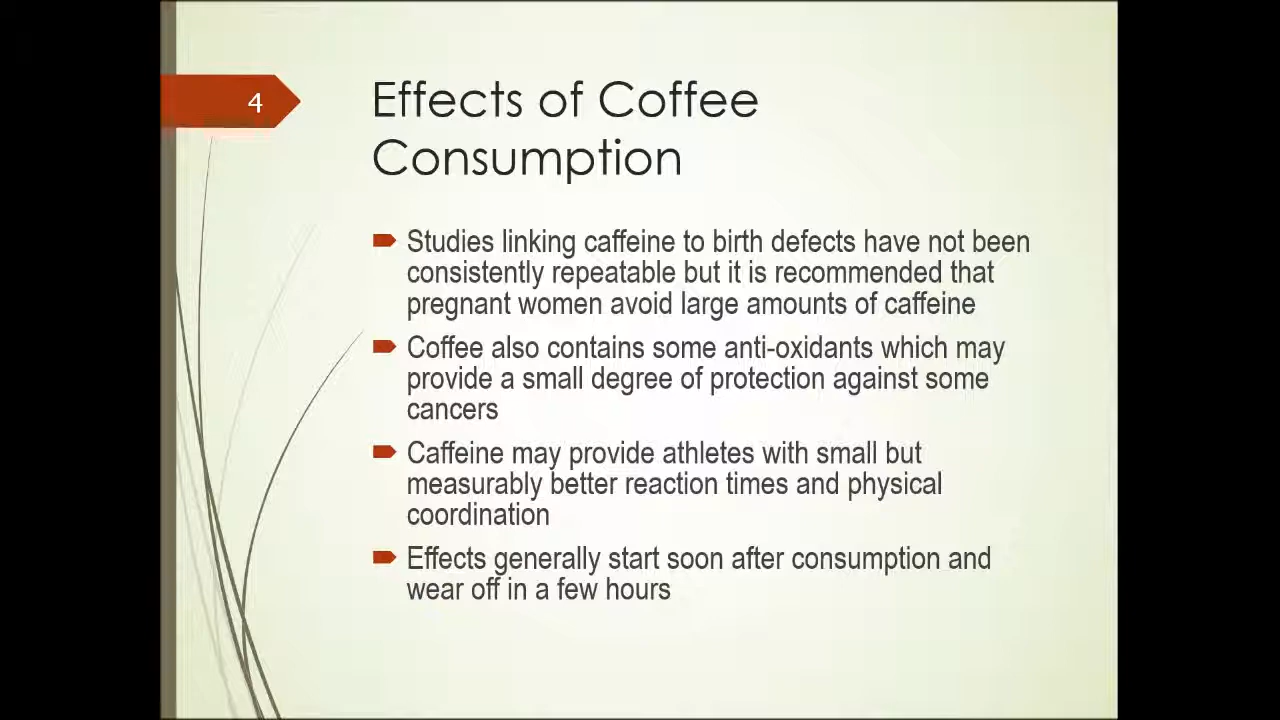 4
Effects of Coffee
Consumption
Studies linking caffeine to birth defects have not been
consistently repeatable but it is recommended that
pregnant women avoid large amounts of caffeine
Coffee also contains some anti-oxidants which may
provide a small degree of protection against some
cancers
Caffeine may provide athletes with small but
measurably better reaction times and physical
coordination
Effects generally start soon after consumption and
wear off in a few hours